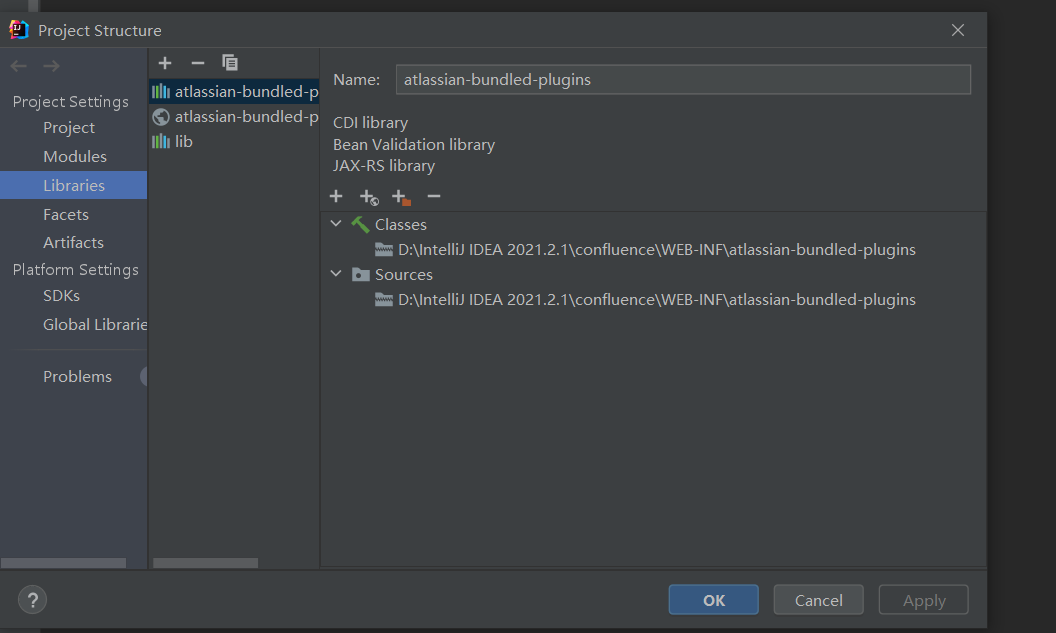 Project Structure
Project Settings
Project
Modules
Libraries
Facets
Artifacts
Platform Settings
SDKs
Global Librarie
Problems
atlassian-bundled-p
atlassian-bundled-p
lib
Name: atlassian-bundled-plugins
CDI library
Bean Validation library
JAX-RS library
Classes
D:\IntelliJ IDEA 2021.2.1\confluence\WEB-INF\atlassian-bundled-plugins
Sources
D:\IntelliJ IDEA 2021.2.1\confluence\WEB-INF\atlassian-bundled-plugins
?
OK
Cancel
Apply